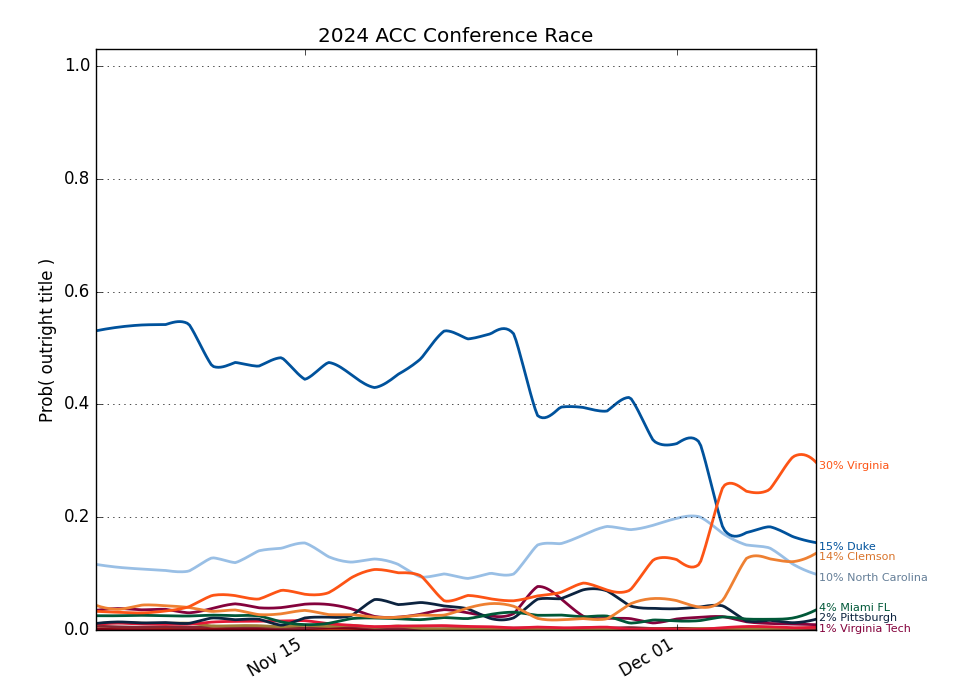 2024 ACC Conference Race
Prob( outright title )
1.0
0.8
0.6
0.4
0.2
0.0
Nov 15
Dec 01
30% Virginia
15% Duke
14% Clemson
10% North Carolina
4% Miami FL
2% Pittsburgh
1% Virginia Tech